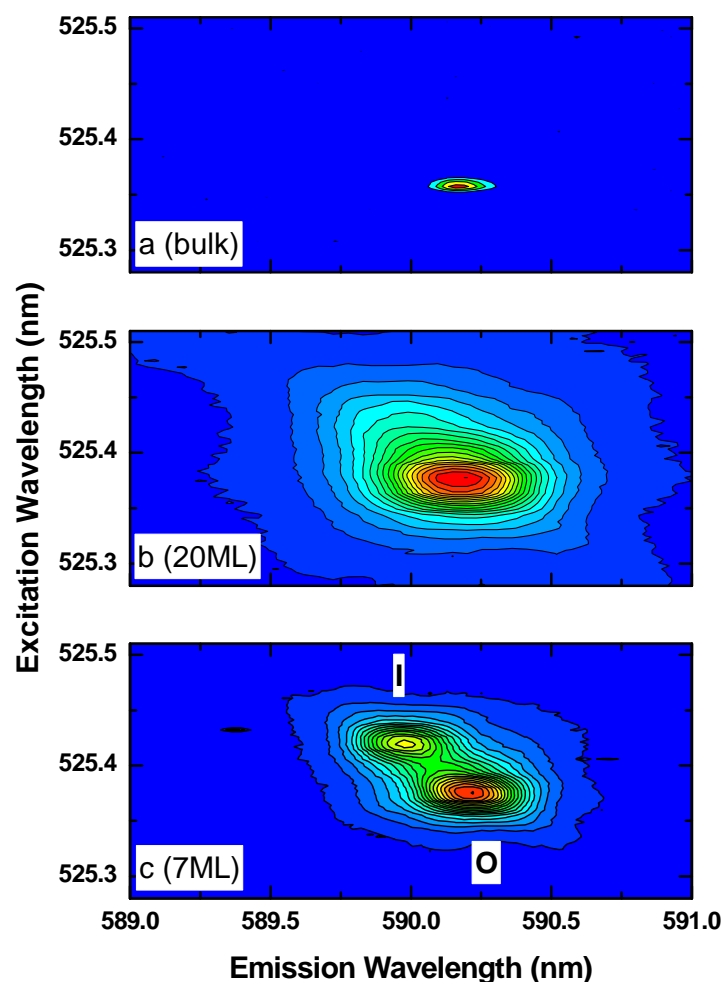 525.5
525.4
525.3
a (bulk)
525.5
525.4
525.3
b (20ML)
Excitation Wavelength (nm)
I
525.5
525.4
525.3
c (7ML)
O
589.0 589.5 590.0 590.5 591.0
Emission Wavelength (nm)